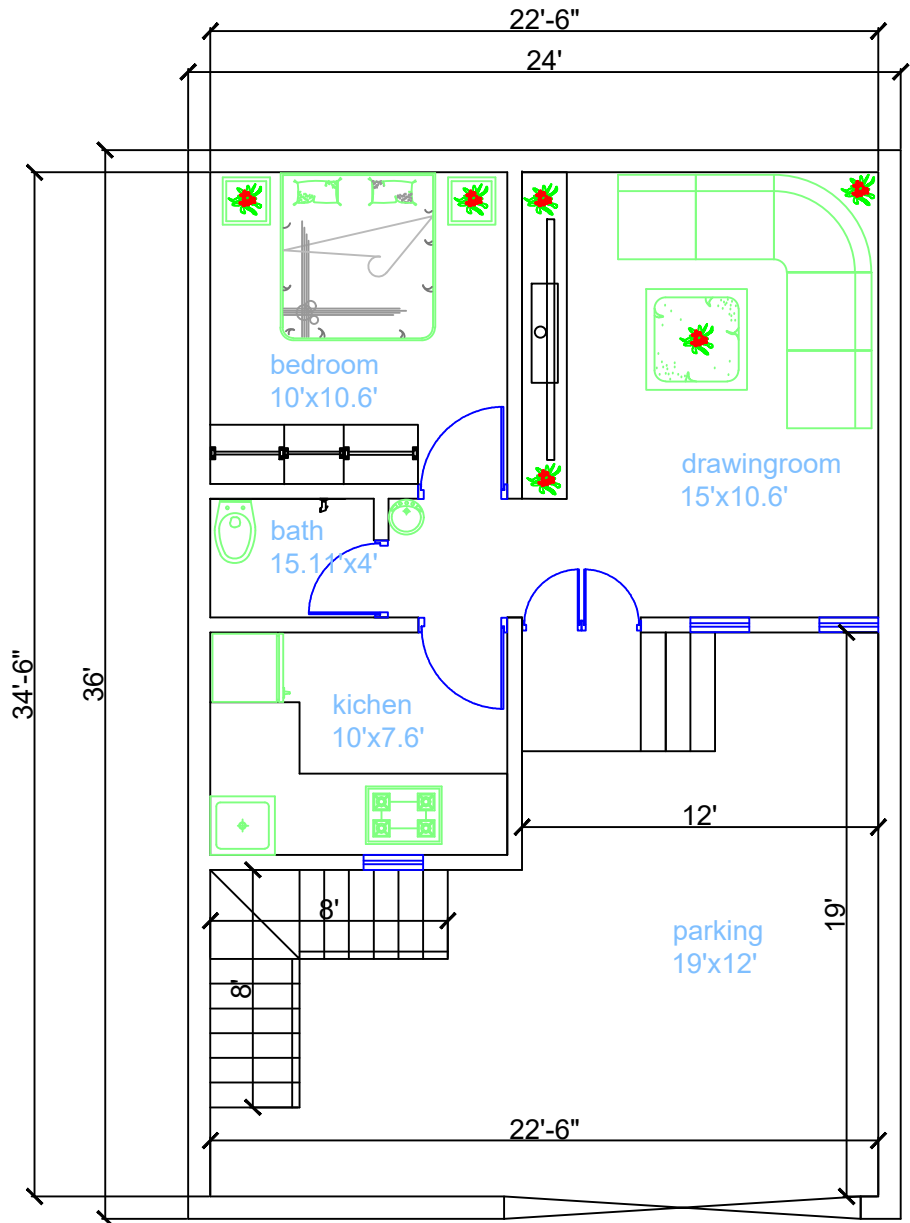 22'-6"
24'
bedroom
10'x10.6'
drawingroom
15'x10.6'
bath
15.11'x4'
34'-6"
36'
kichen
10'x7.6'
12'
8'
19'
parking
19'x12'
8'
22'-6"